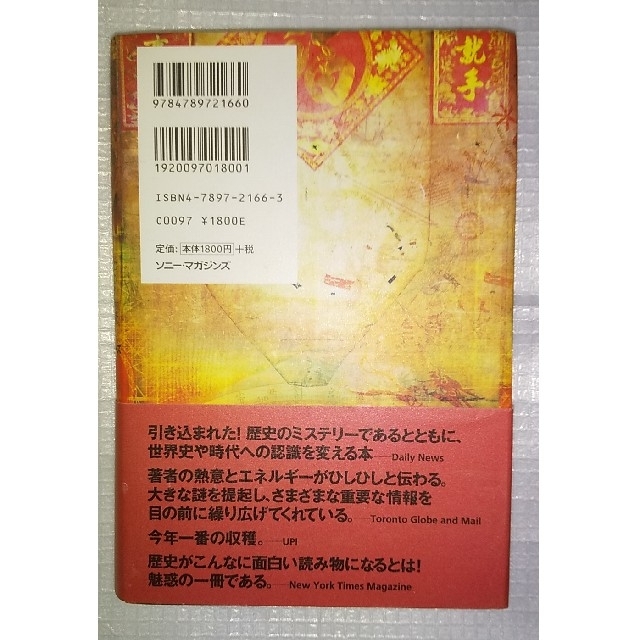 龍手
9784789721660
1920097018001
ISBN4-7897-2166-3
C0097 ¥1800E
定価：本体1800円+税
ソニー・マガジンズ
引き込まれた！歴史のミステリーであるとともに、
世界史や時代への認識を変える本――Daily News
著者の熱意とエネルギーがひしひしと伝わる。
大きな謎を提起し、さまざまな重要な情報を
目の前に繰り広げてくれている。――Toronto Globe and Mail
今年一番の収穫。――UPI
歴史がこんなに面白い読み物になるとは！
魅惑の一冊である。――New York Times Magazine